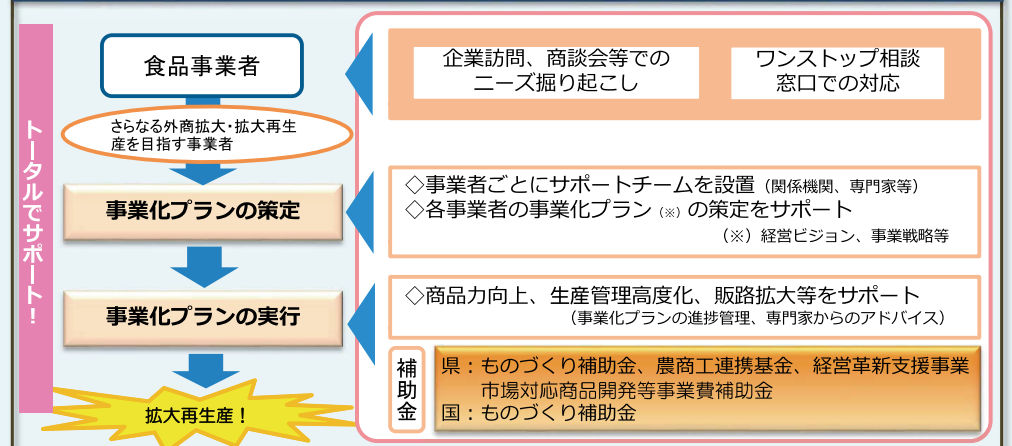 トータルでサポート！
食品事業者
さらなる外商拡大・拡大再生
産を目指す事業者
事業化プランの策定
事業化プランの実行
拡大再生産！
企業訪問、商談会等での
ニーズ掘り起こし
ワンストップ相談
窓口での対応
◇事業者ごとにサポートチームを設置（関係機関、専門家等）
◇各事業者の事業化プラン（※）の策定をサポート
（※）経営ビジョン、事業戦略等
◇商品力向上、生産管理高度化、販路拡大等をサポート
（事業化プランの進捗管理、専門家からのアドバイス）
補助金
県：ものづくり補助金、農商工連携基金、経営革新支援事業
市場対応商品開発等事業費補助金
国：ものづくり補助金